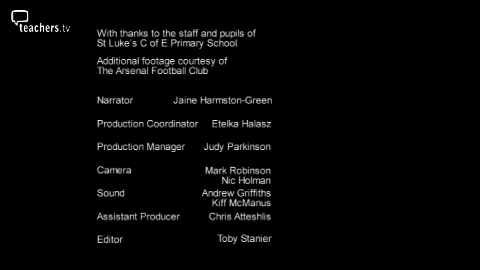 teachers.tv
With thanks to the staff and pupils of
St Luke's C of E Primary School
Additional footage courtesy of
The Arsenal Football Club
Narrator Jaine Harmston-Green
Production Coordinator Etelka Halasz
Production Manager Judy Parkinson
Camera Mark Robinson
Nic Holman
Sound Andrew Griffiths
Kiff McManus
Assistant Producer Chris Atteshlis
Editor Toby Stanier